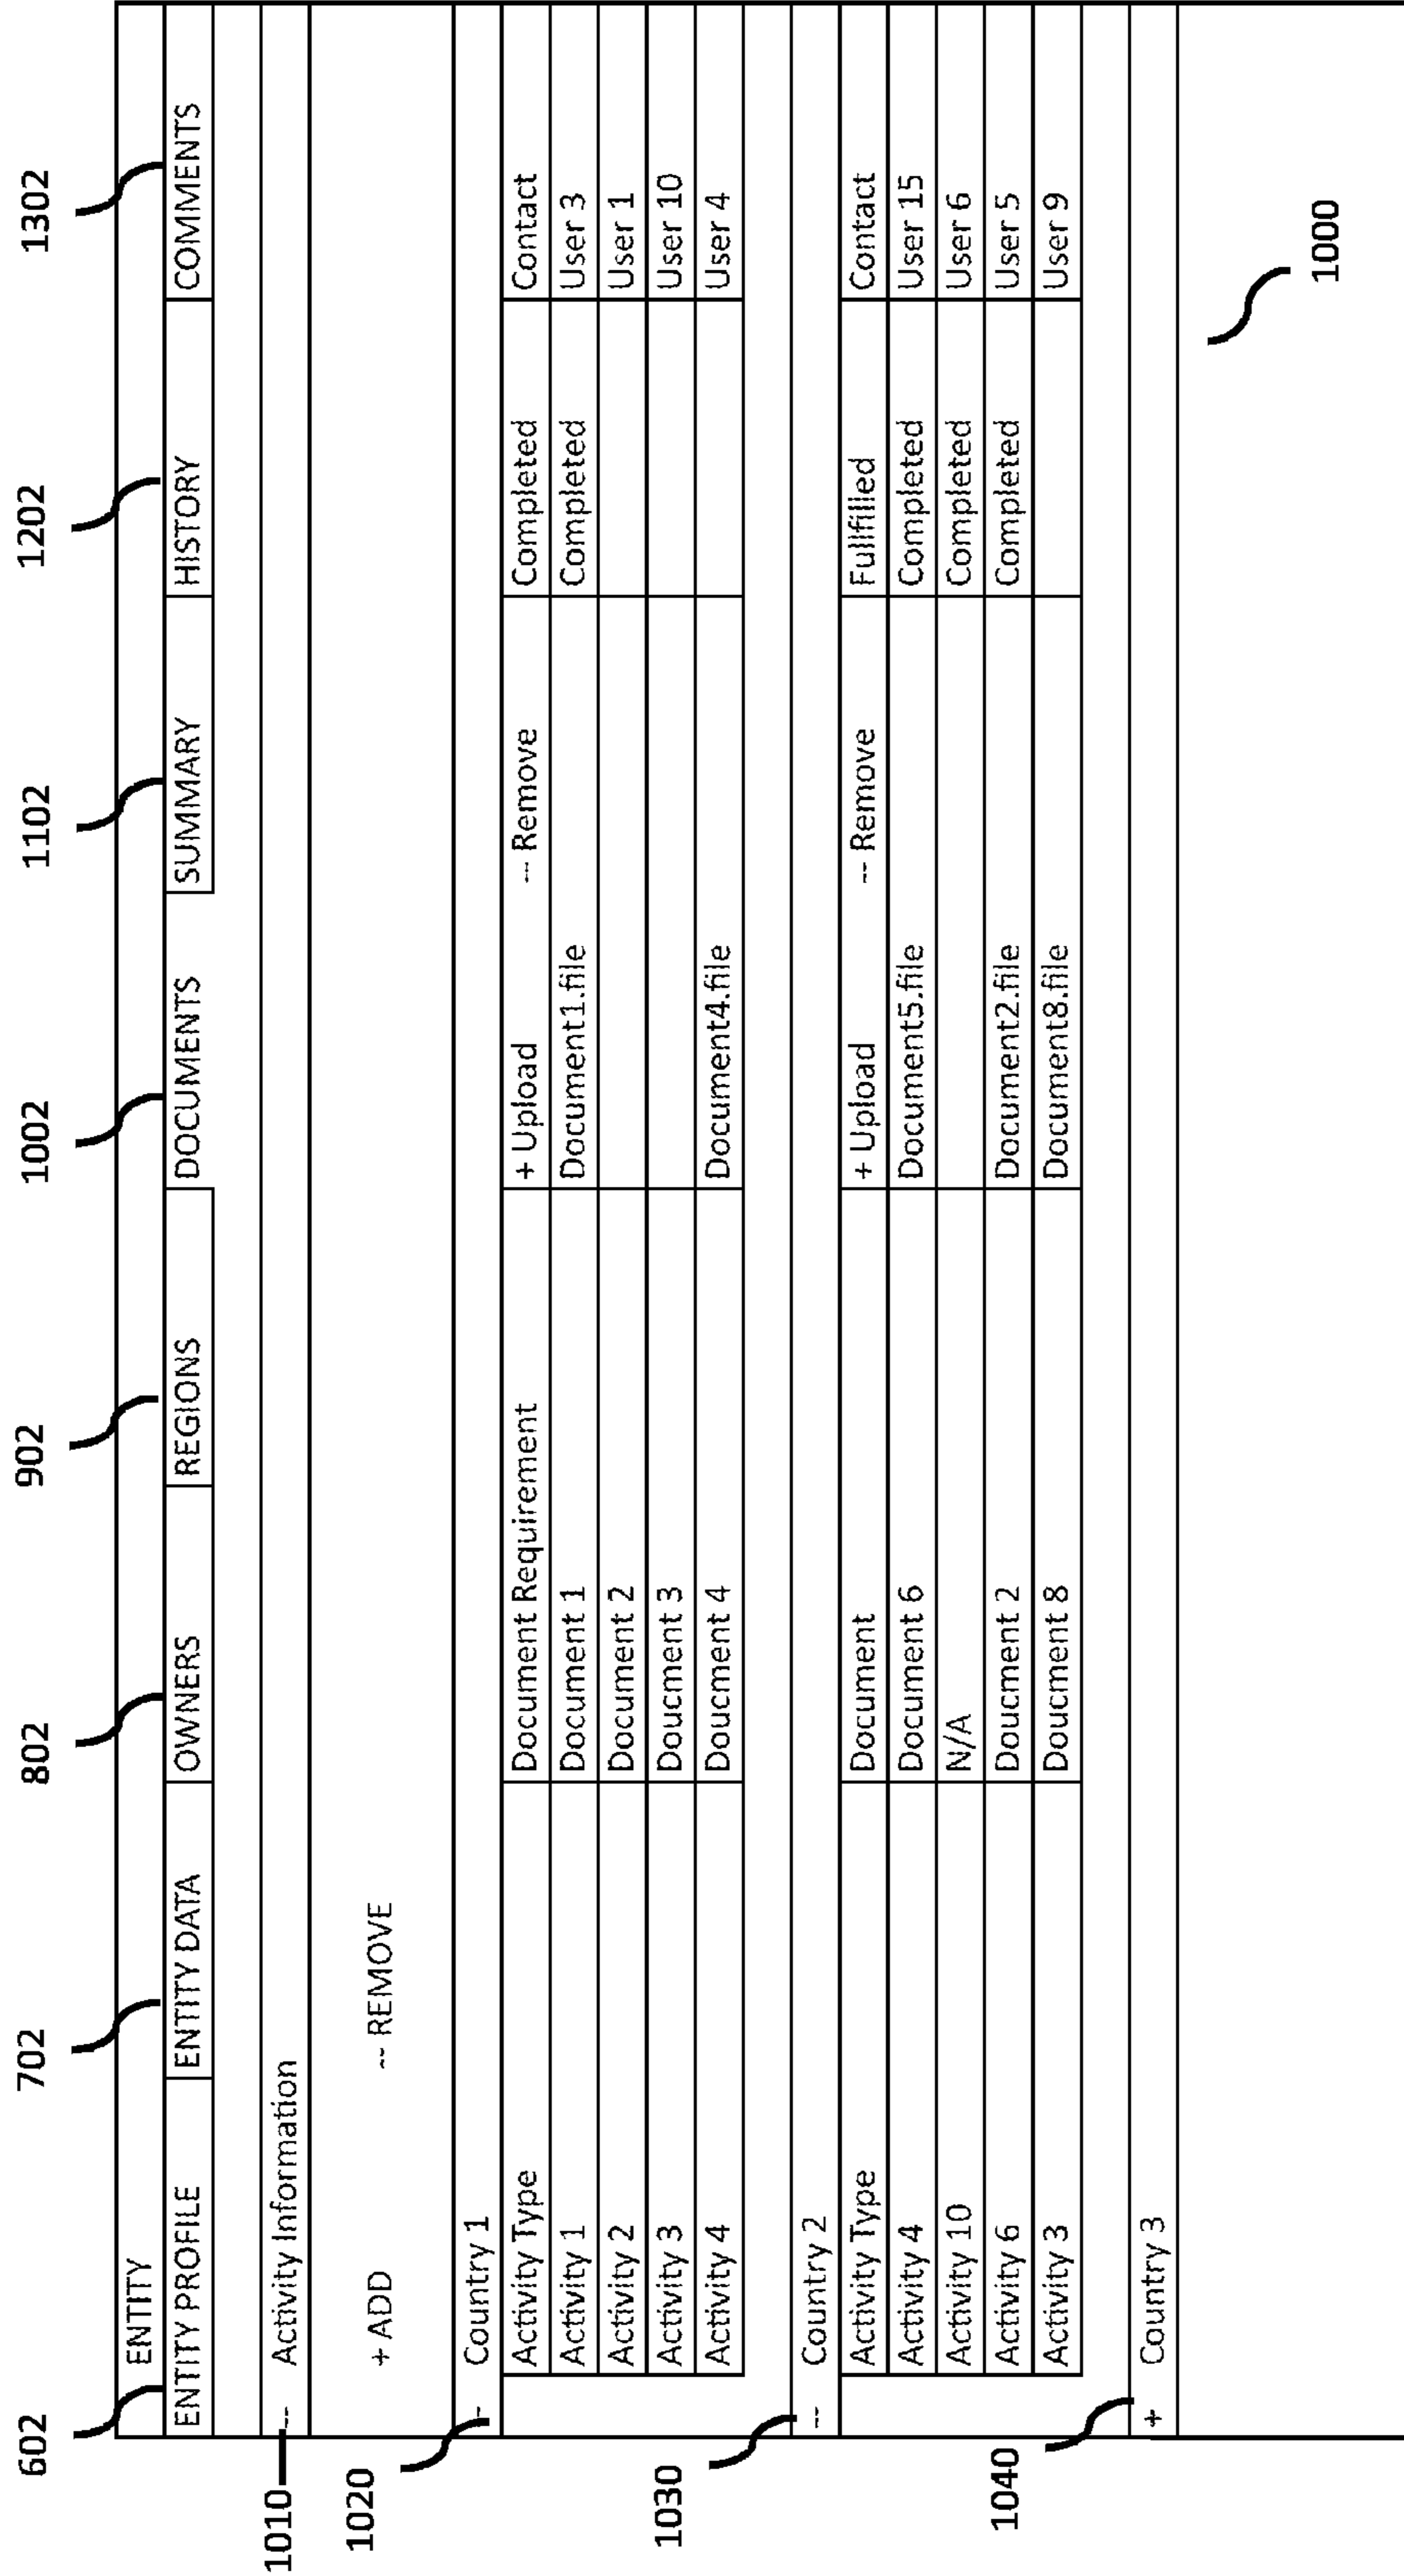 602 702 802 902 1002 1102 1202 1302
ENTITY
ENTITY PROFILE ENTITY DATA OWNERS REGIONS DOCUMENTS SUMMARY HISTORY COMMENTS
1010 -- Activity Information
+ ADD -- REMOVE
1020 - Country 1
Activity Type Document Requirement + Upload -- Remove Completed Contact
Activity 1 Document 1 Document1.file Completed User 3
Activity 2 Document 2 User 1
Activity 3 Doucment 3 User 10
Activity 4 Doucment 4 Document4.file User 4
1030 -- Country 2
Activity Type Document + Upload -- Remove Fullfilled Contact
Activity 4 Document 6 Document5.file Completed User 15
Activity 10 N/A Completed User 6
Activity 6 Doucment 2 Document2.file Completed User 5
Activity 3 Doucment 8 Document8.file User 9
1040 + Country 3
1000